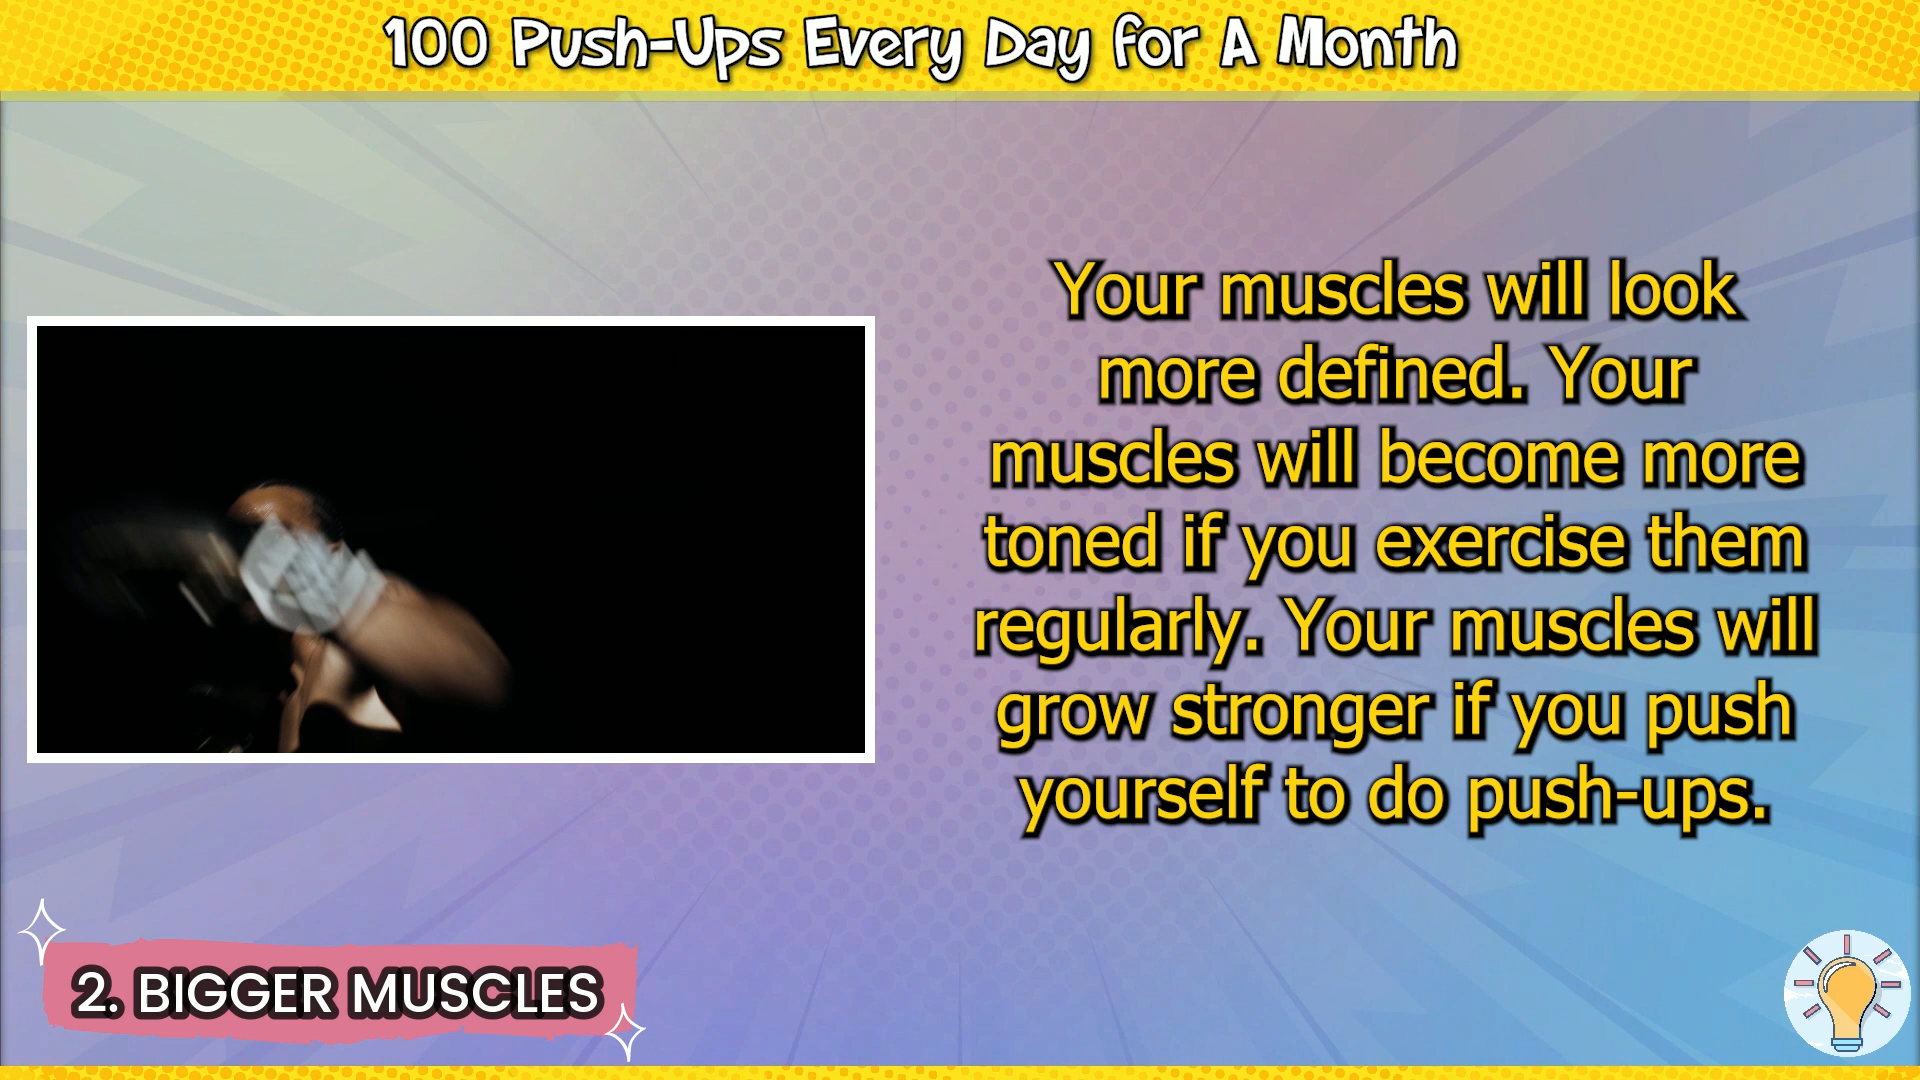 100 Push-Ups Every Day for A Month
Your muscles will look
more defined. Your
muscles will become more
toned if you exercise them
regularly. Your muscles will
grow stronger if you push
yourself to do push-ups.
2. BIGGER MUSCLES